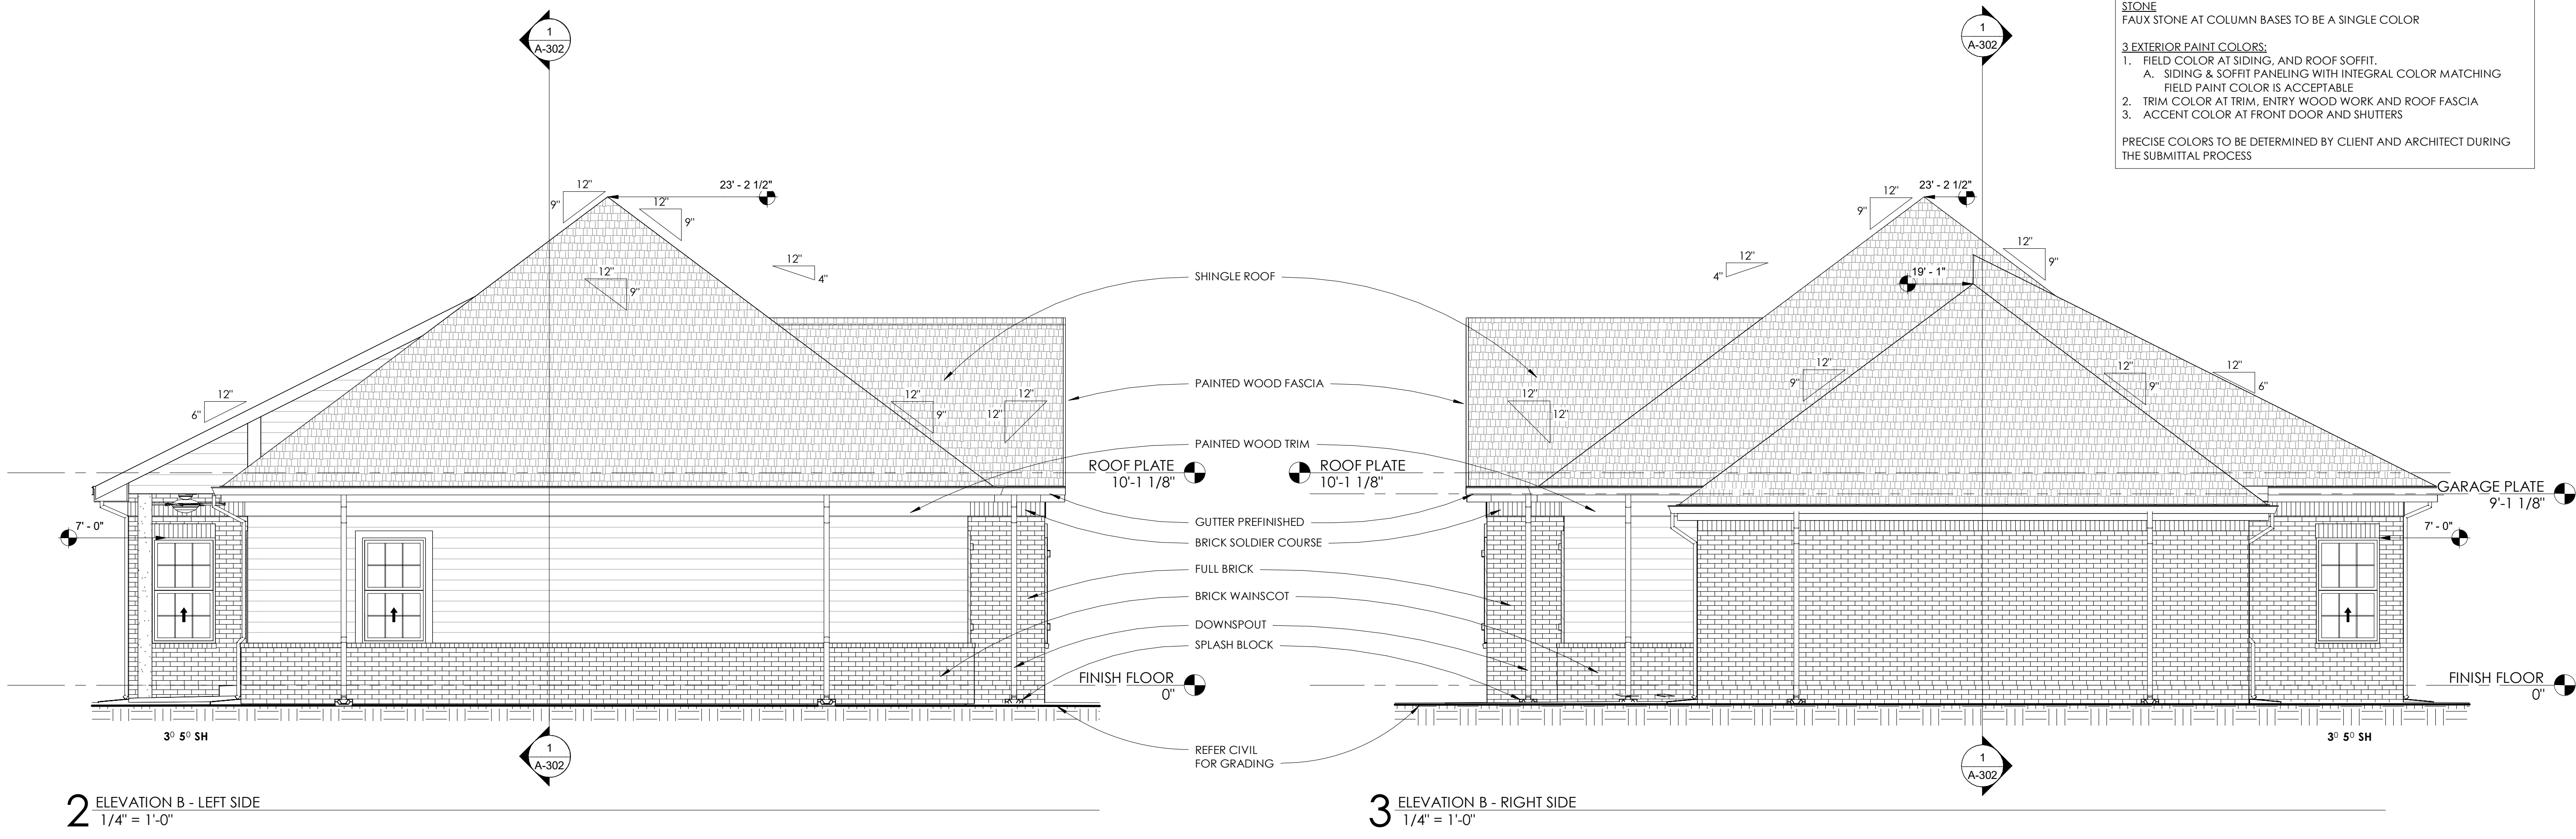 STONE
FAUX STONE AT COLUMN BASES TO BE A SINGLE COLOR
3 EXTERIOR PAINT COLORS:
1. FIELD COLOR AT SIDING, AND ROOF SOFFIT.
A. SIDING & SOFFIT PANELING WITH INTEGRAL COLOR MATCHING
FIELD PAINT COLOR IS ACCEPTABLE
2. TRIM COLOR AT TRIM, ENTRY WOOD WORK AND ROOF FASCIA
3. ACCENT COLOR AT FRONT DOOR AND SHUTTERS
PRECISE COLORS TO BE DETERMINED BY CLIENT AND ARCHITECT DURING
THE SUBMITTAL PROCESS
1
A-302
12"
9"
23' - 2 1/2"
12"
9"
12"
9"
12"
4"
12"
6"
12"
9"
12"
12"
ROOF PLATE
10'-1 1/8"
7' - 0"
FINISH FLOOR
0"
3⁰ 5⁰ SH
1
A-302
2 ELEVATION B - LEFT SIDE
1/4" = 1'-0"
SHINGLE ROOF
PAINTED WOOD FASCIA
PAINTED WOOD TRIM
GUTTER PREFINISHED
BRICK SOLDIER COURSE
FULL BRICK
BRICK WAINSCOT
DOWNSPOUT
SPLASH BLOCK
REFER CIVIL
FOR GRADING
1
A-302
12"
9"
23' - 2 1/2"
12"
9"
12"
4"
19' - 1"
12"
9"
12"
9"
12"
6"
12"
12"
ROOF PLATE
10'-1 1/8"
GARAGE PLATE
9'-1 1/8"
7' - 0"
FINISH FLOOR
0"
3⁰ 5⁰ SH
1
A-302
3 ELEVATION B - RIGHT SIDE
1/4" = 1'-0"